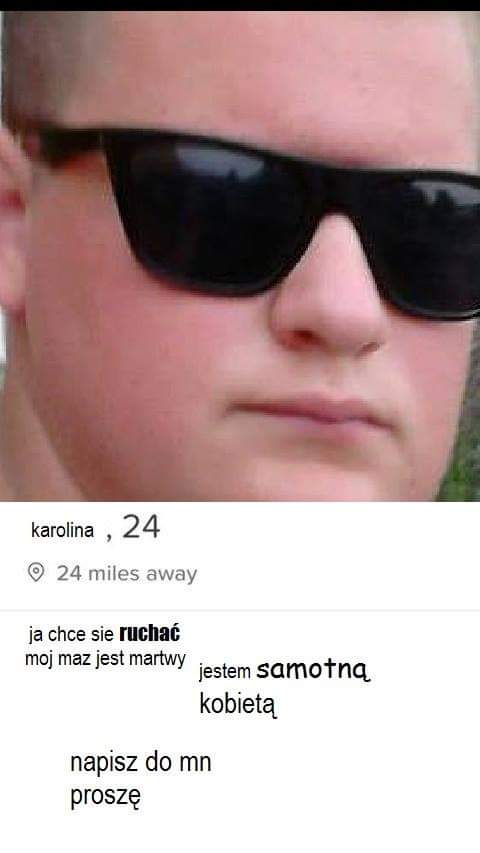 karolina , 24
24 miles away
ja chce sie ruchać
moj maz jest martwy
jestem samotną
kobietą
napisz do mn
proszę